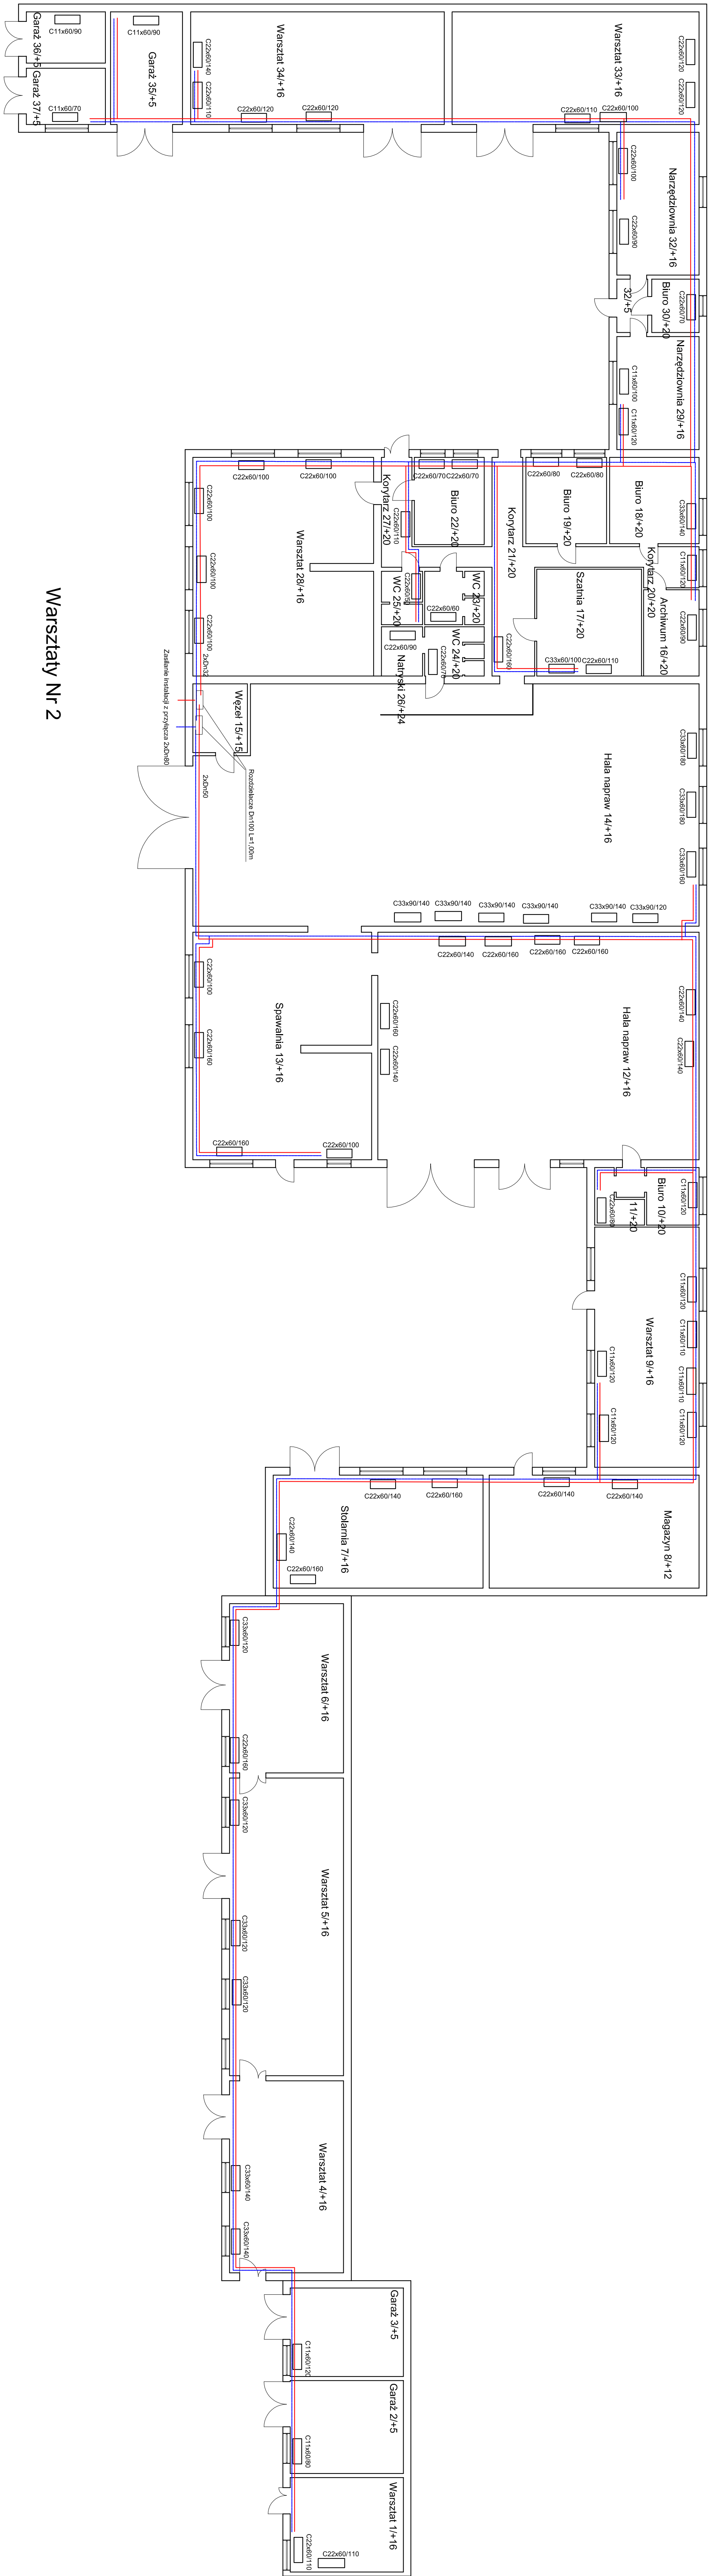 Garaż 36/+5
C11x60/90
C11x60/90
Garaż 35/+5
Garaż 37/+5
C11x60/70
C22x60/140
C22x60/110
Warsztat 34/+16
C22x60/120
C22x60/120
Warsztat 33/+16
C22x60/120
C22x60/120
C22x60/110
C22x60/100
C22x60/100
Narzędziownia 32/+16
C22x60/90
32/+5
Biuro 30/+20
C22x60/70
Narzędziownia 29/+16
C11x60/100
C11x60/120
C22x60/100
C22x60/100
C22x60/100
C22x60/100
C22x60/100
Warsztat 28/+16
Korytarz 27/+20
C22x60/110
C22x60/70
C22x60/70
Biuro 22/+20
Korytarz 21/+20
C22x60/80
C22x60/80
Biuro 19/+20
Biuro 18/+20
C33x60/140
C11x60/120
Korytarz 20/+20
Archiwum 16/+20
C22x60/90
Szatnia 17/+20
C33x60/100
C22x60/110
C22x60/160
WC 25/+20
WC 23/+20
C22x60/60
WC 24/+20
C22x60/70
C22x60/90
Natryski 26/+24
Warsztaty Nr 2
Zasilanie instalacji z przyłącza 2xDn80
2xDn32
Węzeł 15/+15
2xDn50
Rozdzielacze Dn100 L=1,00m
Hala napraw 14/+16
C33x60/180
C33x60/180
C33x60/160
C33x90/140
C33x90/140
C33x90/140
C33x90/140
C33x90/140
C33x90/120
C22x60/140
C22x60/160
C22x60/160
C22x60/160
C22x60/100
C22x60/160
Spawalnia 13/+16
C22x60/160
C22x60/100
C22x60/160
C22x60/140
Hala napraw 12/+16
C22x60/140
C22x60/140
C22x60/80
11/+20
Biuro 10/+20
C11x60/120
C11x60/120
C11x60/110
C11x60/110
C11x60/120
Warsztat 9/+16
C11x60/120
C11x60/120
C22x60/140
C22x60/160
C22x60/140
C22x60/140
Magazyn 8/+12
Stolarnia 7/+16
C22x60/140
C22x60/160
C33x60/120
Warsztat 6/+16
C22x60/160
C33x60/120
Warsztat 5/+16
C33x60/120
C33x60/120
Warsztat 4/+16
C33x60/140
C33x60/140
Garaż 3/+5
C11x60/120
Garaż 2/+5
C11x60/80
Warsztat 1/+16
C22x60/110
C22x60/110